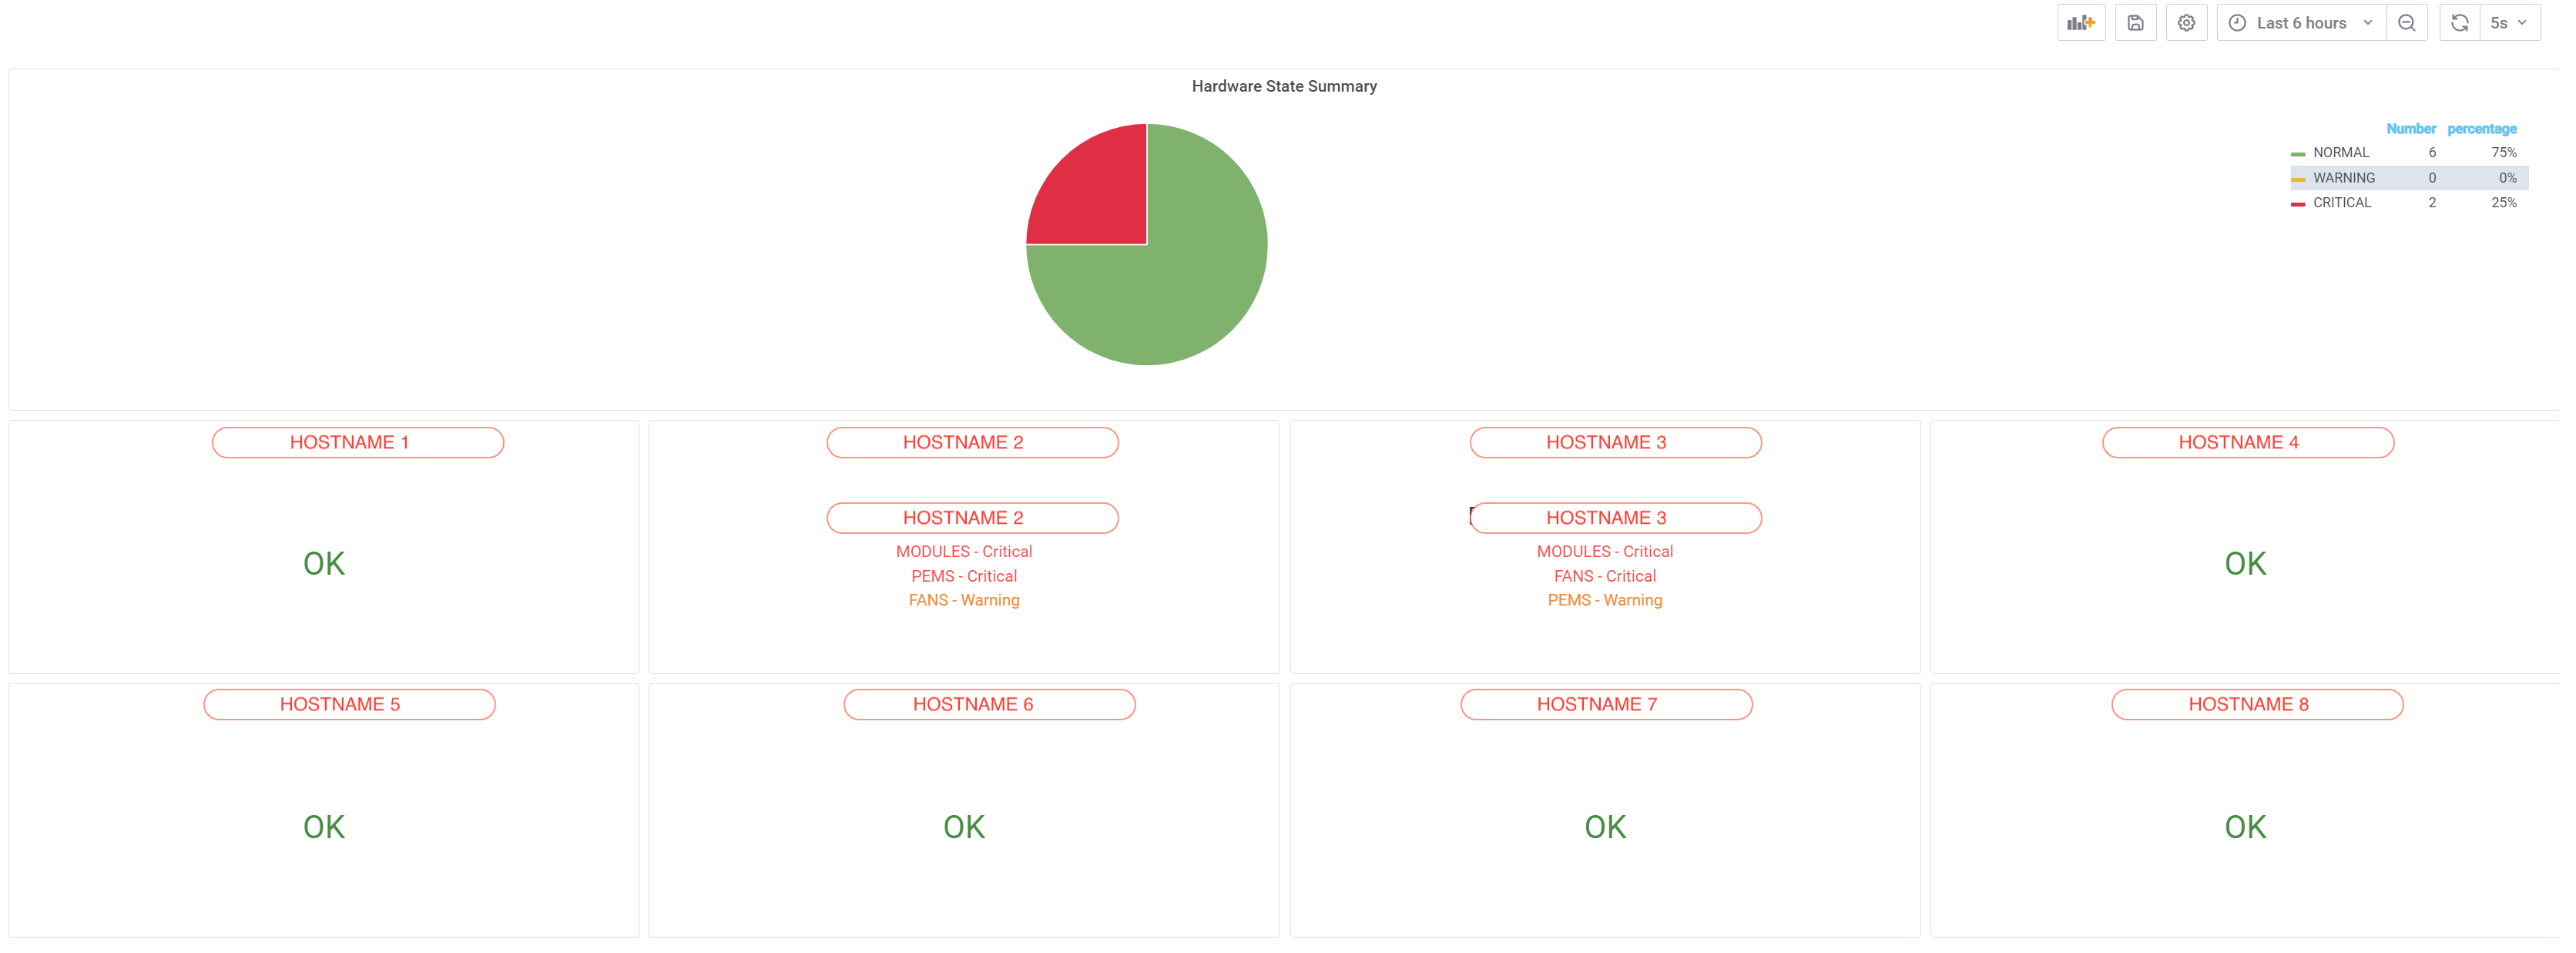 Last 6 hours 5s
Hardware State Summary
Number percentage
NORMAL 6 75%
WARNING 0 0%
CRITICAL 2 25%
HOSTNAME 1
OK
HOSTNAME 2
HOSTNAME 2
MODULES - Critical
PEMS - Critical
FANS - Warning
HOSTNAME 3
HOSTNAME 3
MODULES - Critical
FANS - Critical
PEMS - Warning
HOSTNAME 4
OK
HOSTNAME 5
OK
HOSTNAME 6
OK
HOSTNAME 7
OK
HOSTNAME 8
OK